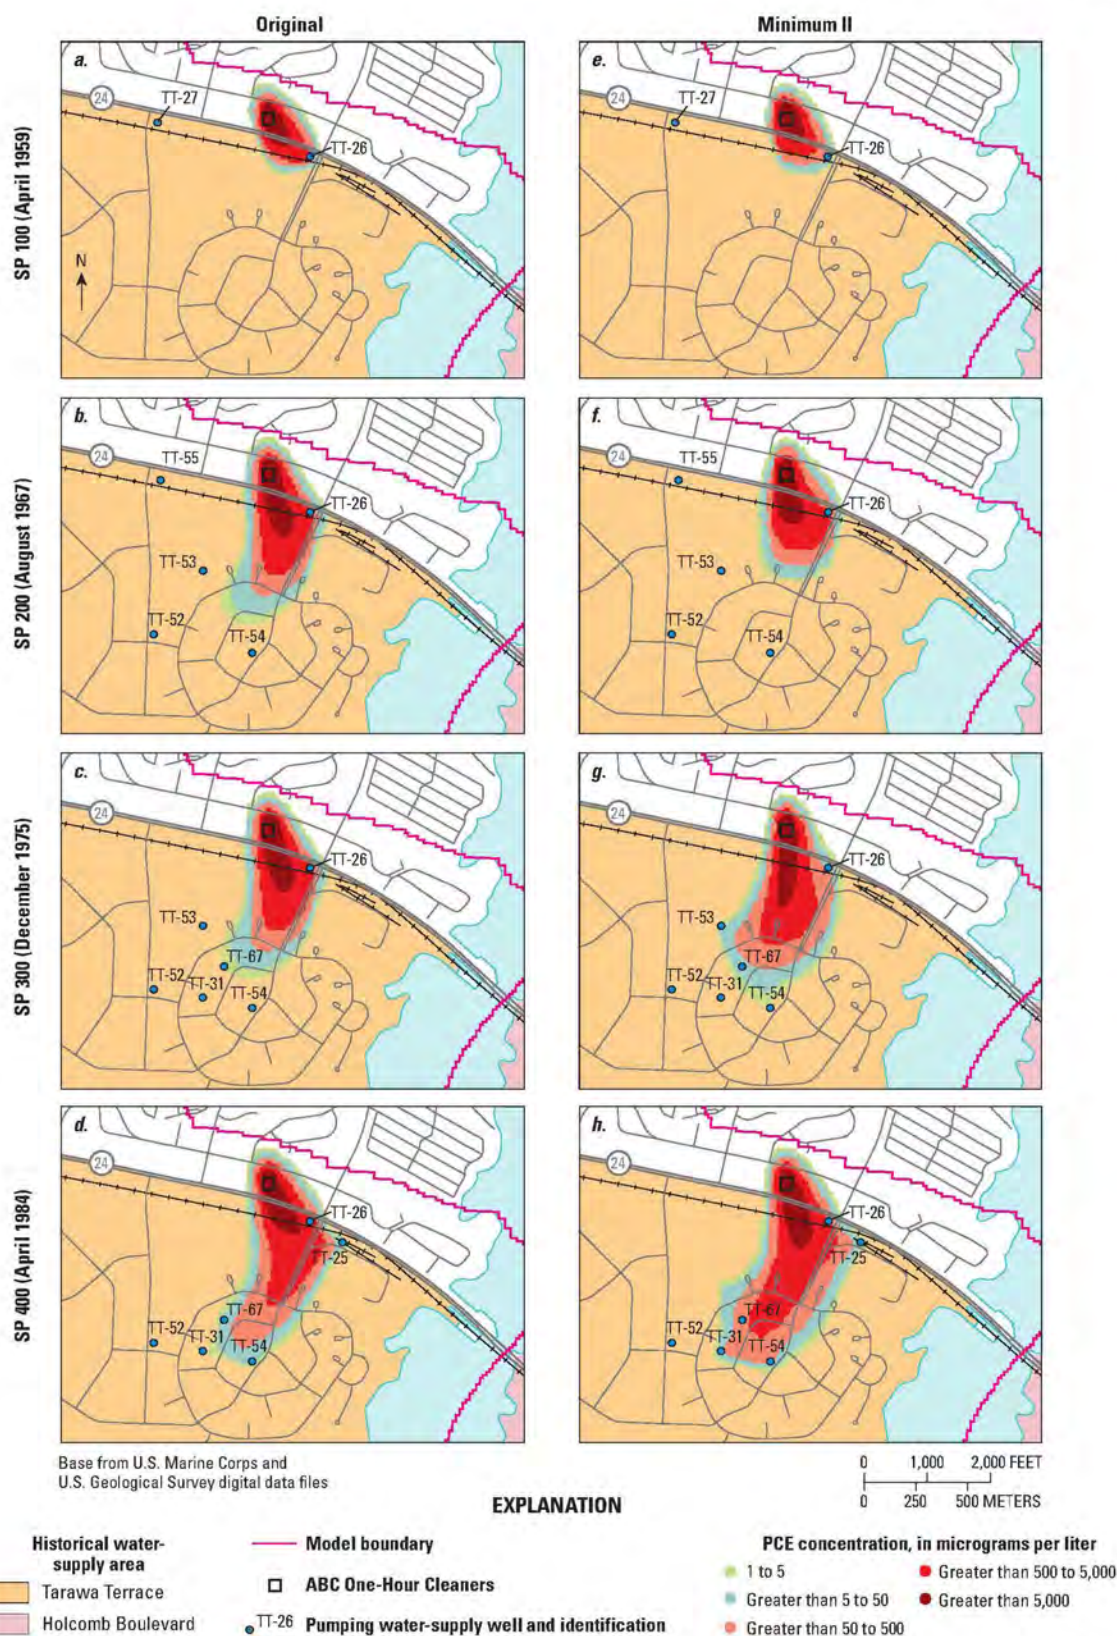 Original
Minimum II
SP 100 (April 1959)
a.
24
TT-27
TT-26
N
e.
24
TT-27
TT-26
SP 200 (August 1967)
b.
24
TT-55
TT-26
TT-53
TT-52
TT-54
f.
24
TT-55
TT-26
TT-53
TT-52
TT-54
SP 300 (December 1975)
c.
24
TT-26
TT-53
TT-67
TT-52
TT-31
TT-54
g.
24
TT-26
TT-53
TT-67
TT-52
TT-31
TT-54
SP 400 (April 1984)
d.
24
TT-26
TT-25
TT-67
TT-52
TT-31
TT-54
h.
24
TT-26
TT-25
TT-67
TT-52
TT-31
TT-54
Base from U.S. Marine Corps and
U.S. Geological Survey digital data files
0 1,000 2,000 FEET
0 250 500 METERS
EXPLANATION
Historical water-
supply area
Tarawa Terrace
Holcomb Boulevard
Model boundary
ABC One-Hour Cleaners
TT-26 Pumping water-supply well and identification
PCE concentration, in micrograms per liter
1 to 5
Greater than 5 to 50
Greater than 50 to 500
Greater than 500 to 5,000
Greater than 5,000